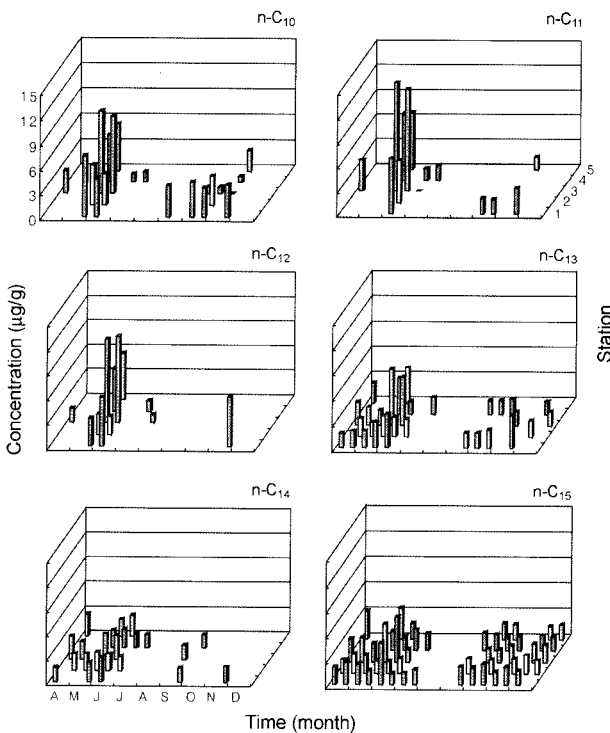 n-C10
n-C11
15
12
9
6
3
0
1 2 3 4 5
n-C12
n-C13
Concentration (µg/g)
Station
n-C14
n-C15
A M J J A S O N D
Time (month)